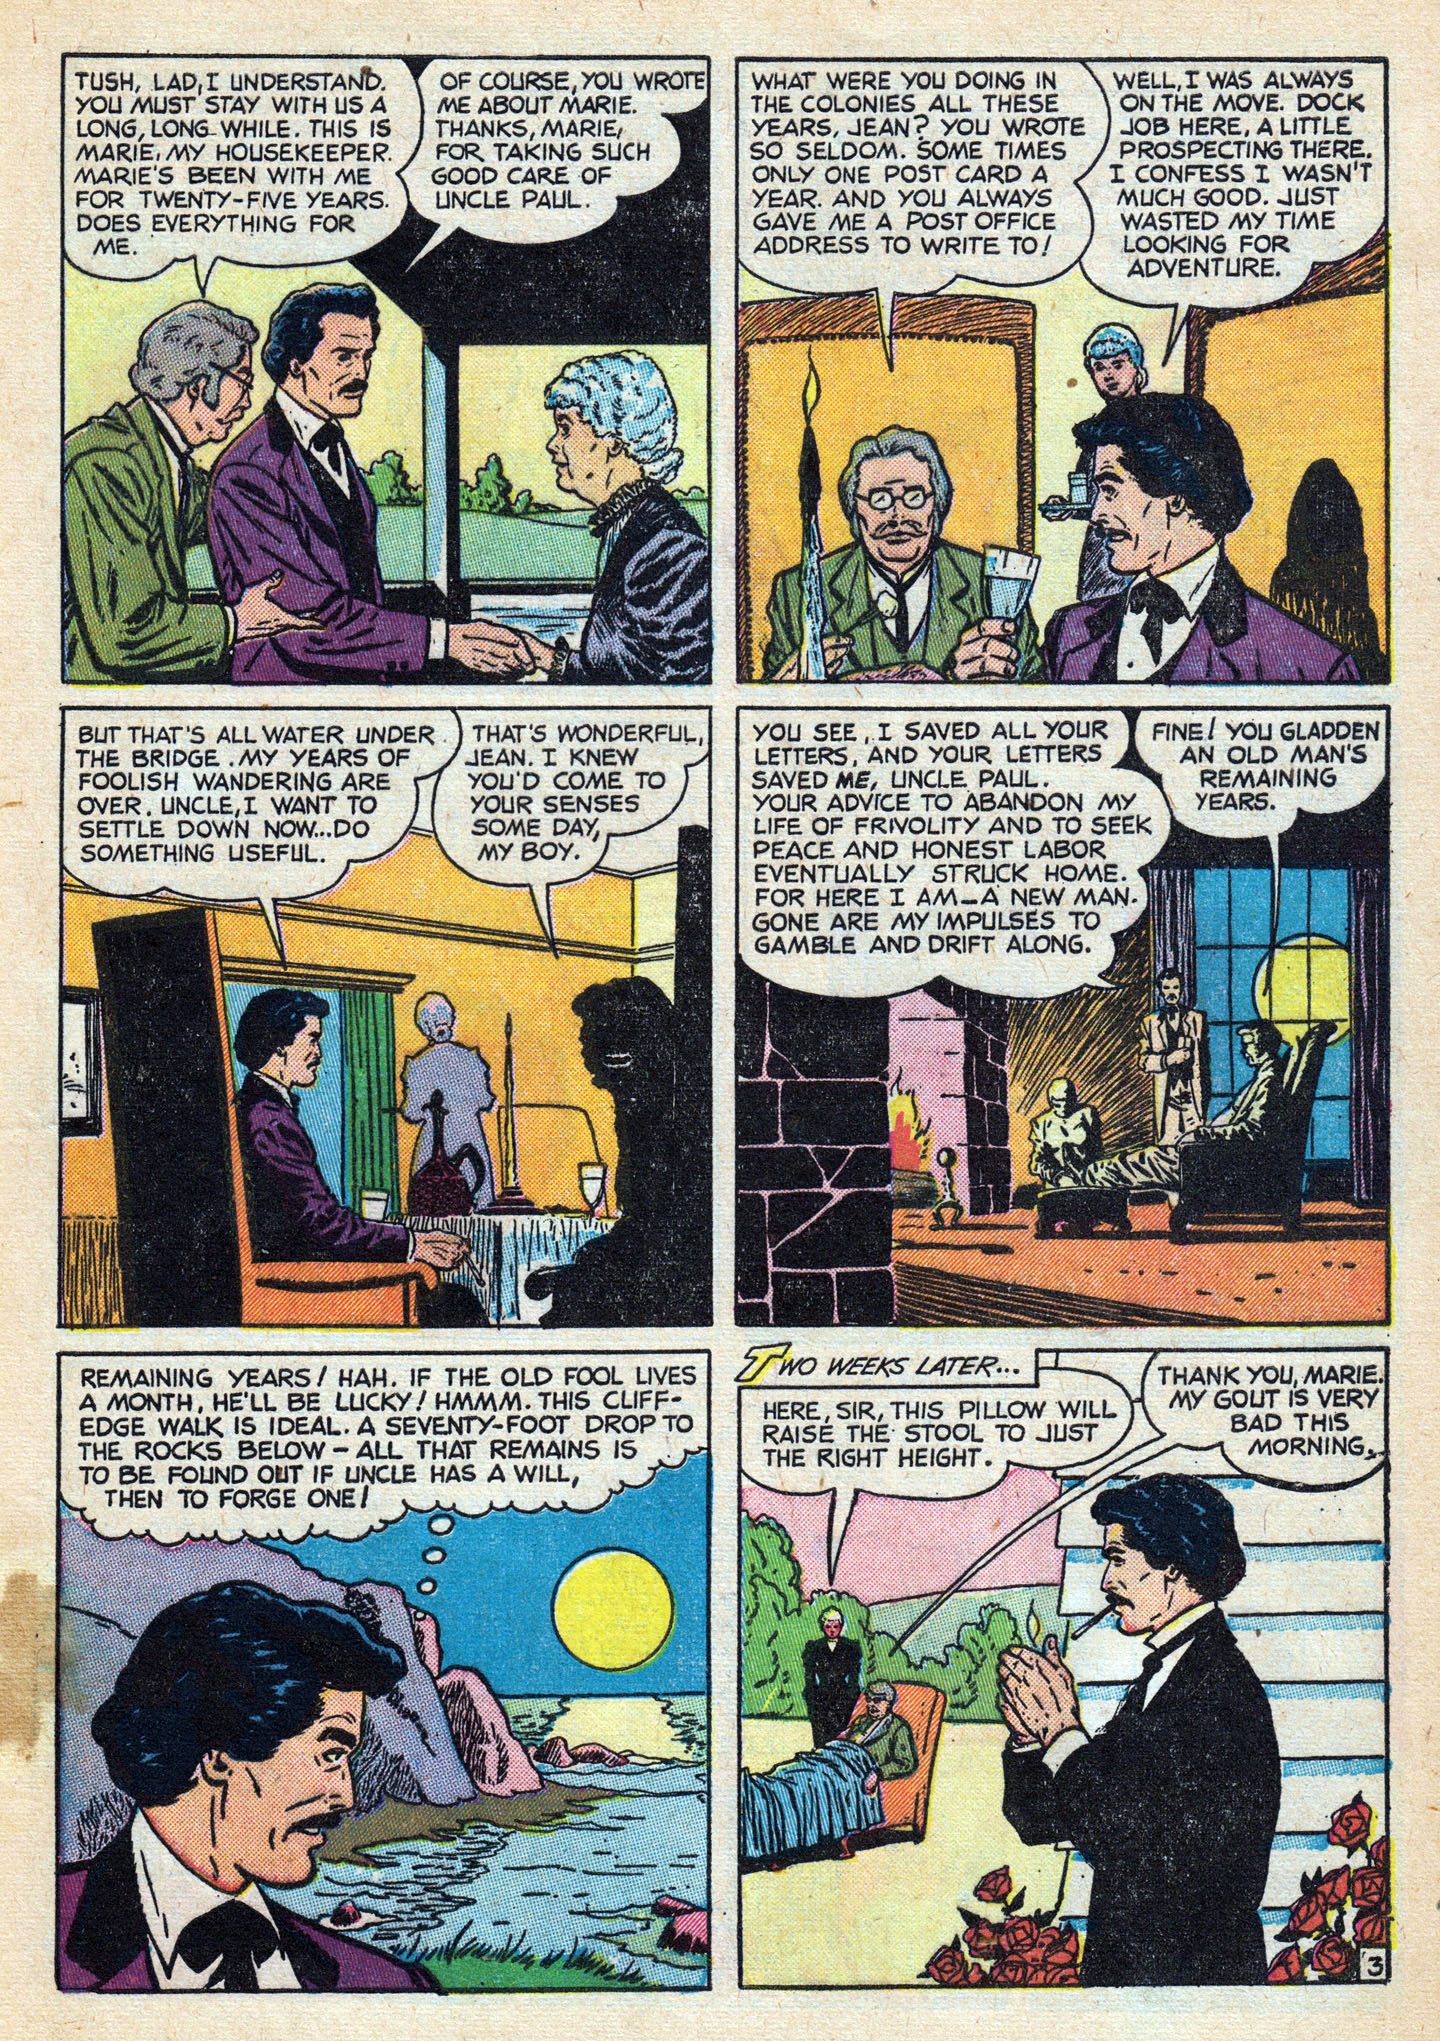 TUSH, LAD, I UNDERSTAND.
YOU MUST STAY WITH US A
LONG, LONG WHILE. THIS IS
MARIE, MY HOUSEKEEPER.
MARIE'S BEEN WITH ME
FOR TWENTY-FIVE YEARS.
DOES EVERYTHING FOR
ME.
OF COURSE, YOU WROTE
ME ABOUT MARIE.
THANKS, MARIE,
FOR TAKING SUCH
GOOD CARE OF
UNCLE PAUL.
WHAT WERE YOU DOING IN
THE COLONIES ALL THESE
YEARS, JEAN? YOU WROTE
SO SELDOM. SOME TIMES
ONLY ONE POST CARD A
YEAR. AND YOU ALWAYS
GAVE ME A POST OFFICE
ADDRESS TO WRITE TO!
WELL, I WAS ALWAYS
ON THE MOVE. DOCK
JOB HERE, A LITTLE
PROSPECTING THERE.
I CONFESS I WASN'T
MUCH GOOD. JUST
WASTED MY TIME
LOOKING FOR
ADVENTURE.
BUT THAT'S ALL WATER UNDER
THE BRIDGE. MY YEARS OF
FOOLISH WANDERING ARE
OVER. UNCLE, I WANT TO
SETTLE DOWN NOW...DO
SOMETHING USEFUL.
THAT'S WONDERFUL,
JEAN. I KNEW
YOU'D COME TO
YOUR SENSES
SOME DAY,
MY BOY.
YOU SEE, I SAVED ALL YOUR
LETTERS, AND YOUR LETTERS
SAVED ME, UNCLE PAUL.
YOUR ADVICE TO ABANDON MY
LIFE OF FRIVOLITY AND TO SEEK
PEACE AND HONEST LABOR
EVENTUALLY STRUCK HOME.
FOR HERE I AM—A NEW MAN.
GONE ARE MY IMPULSES TO
GAMBLE AND DRIFT ALONG.
FINE! YOU GLADDEN
AN OLD MAN'S
REMAINING
YEARS.
REMAINING YEARS! HAH. IF THE OLD FOOL LIVES
A MONTH, HE'LL BE LUCKY! HMMM. THIS CLIFF-
EDGE WALK IS IDEAL. A SEVENTY-FOOT DROP TO
THE ROCKS BELOW - ALL THAT REMAINS IS
TO BE FOUND OUT IF UNCLE HAS A WILL,
THEN TO FORGE ONE!
TWO WEEKS LATER...
HERE, SIR, THIS PILLOW WILL
RAISE THE STOOL TO JUST
THE RIGHT HEIGHT.
THANK YOU, MARIE.
MY GOUT IS VERY
BAD THIS
MORNING.
3